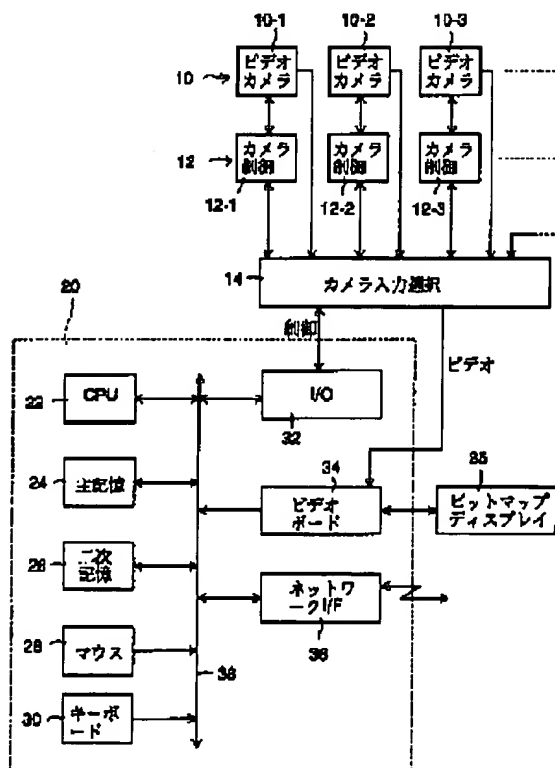 10-1
10-2
10-3
10
ビデオ
カメラ
ビデオ
カメラ
ビデオ
カメラ
12
カメラ
制御
カメラ
制御
カメラ
制御
12-1
12-2
12-3
14
カメラ入力選択
20
制御
ビデオ
22
CPU
I/O
32
24
主記憶
34
ビデオ
ボード
35
ビットマップ
ディスプレイ
26
二次
記憶
ネットワ
ークI/F
36
28
マウス
38
30
キーボ
ード